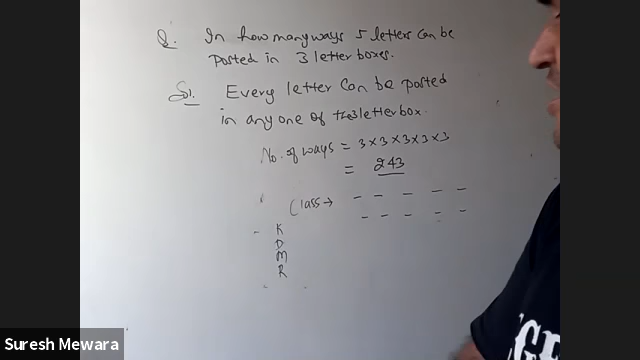 Q. In how many ways 5 letters can be
posted in 3 letter boxes.
Sol. Every letter can be posted
in any one of the 3 letter box.
No. of ways = 3×3×3×3×3
= 243
Class → - - - - -
- - - - -
K
D
M
R
Suresh Mewara